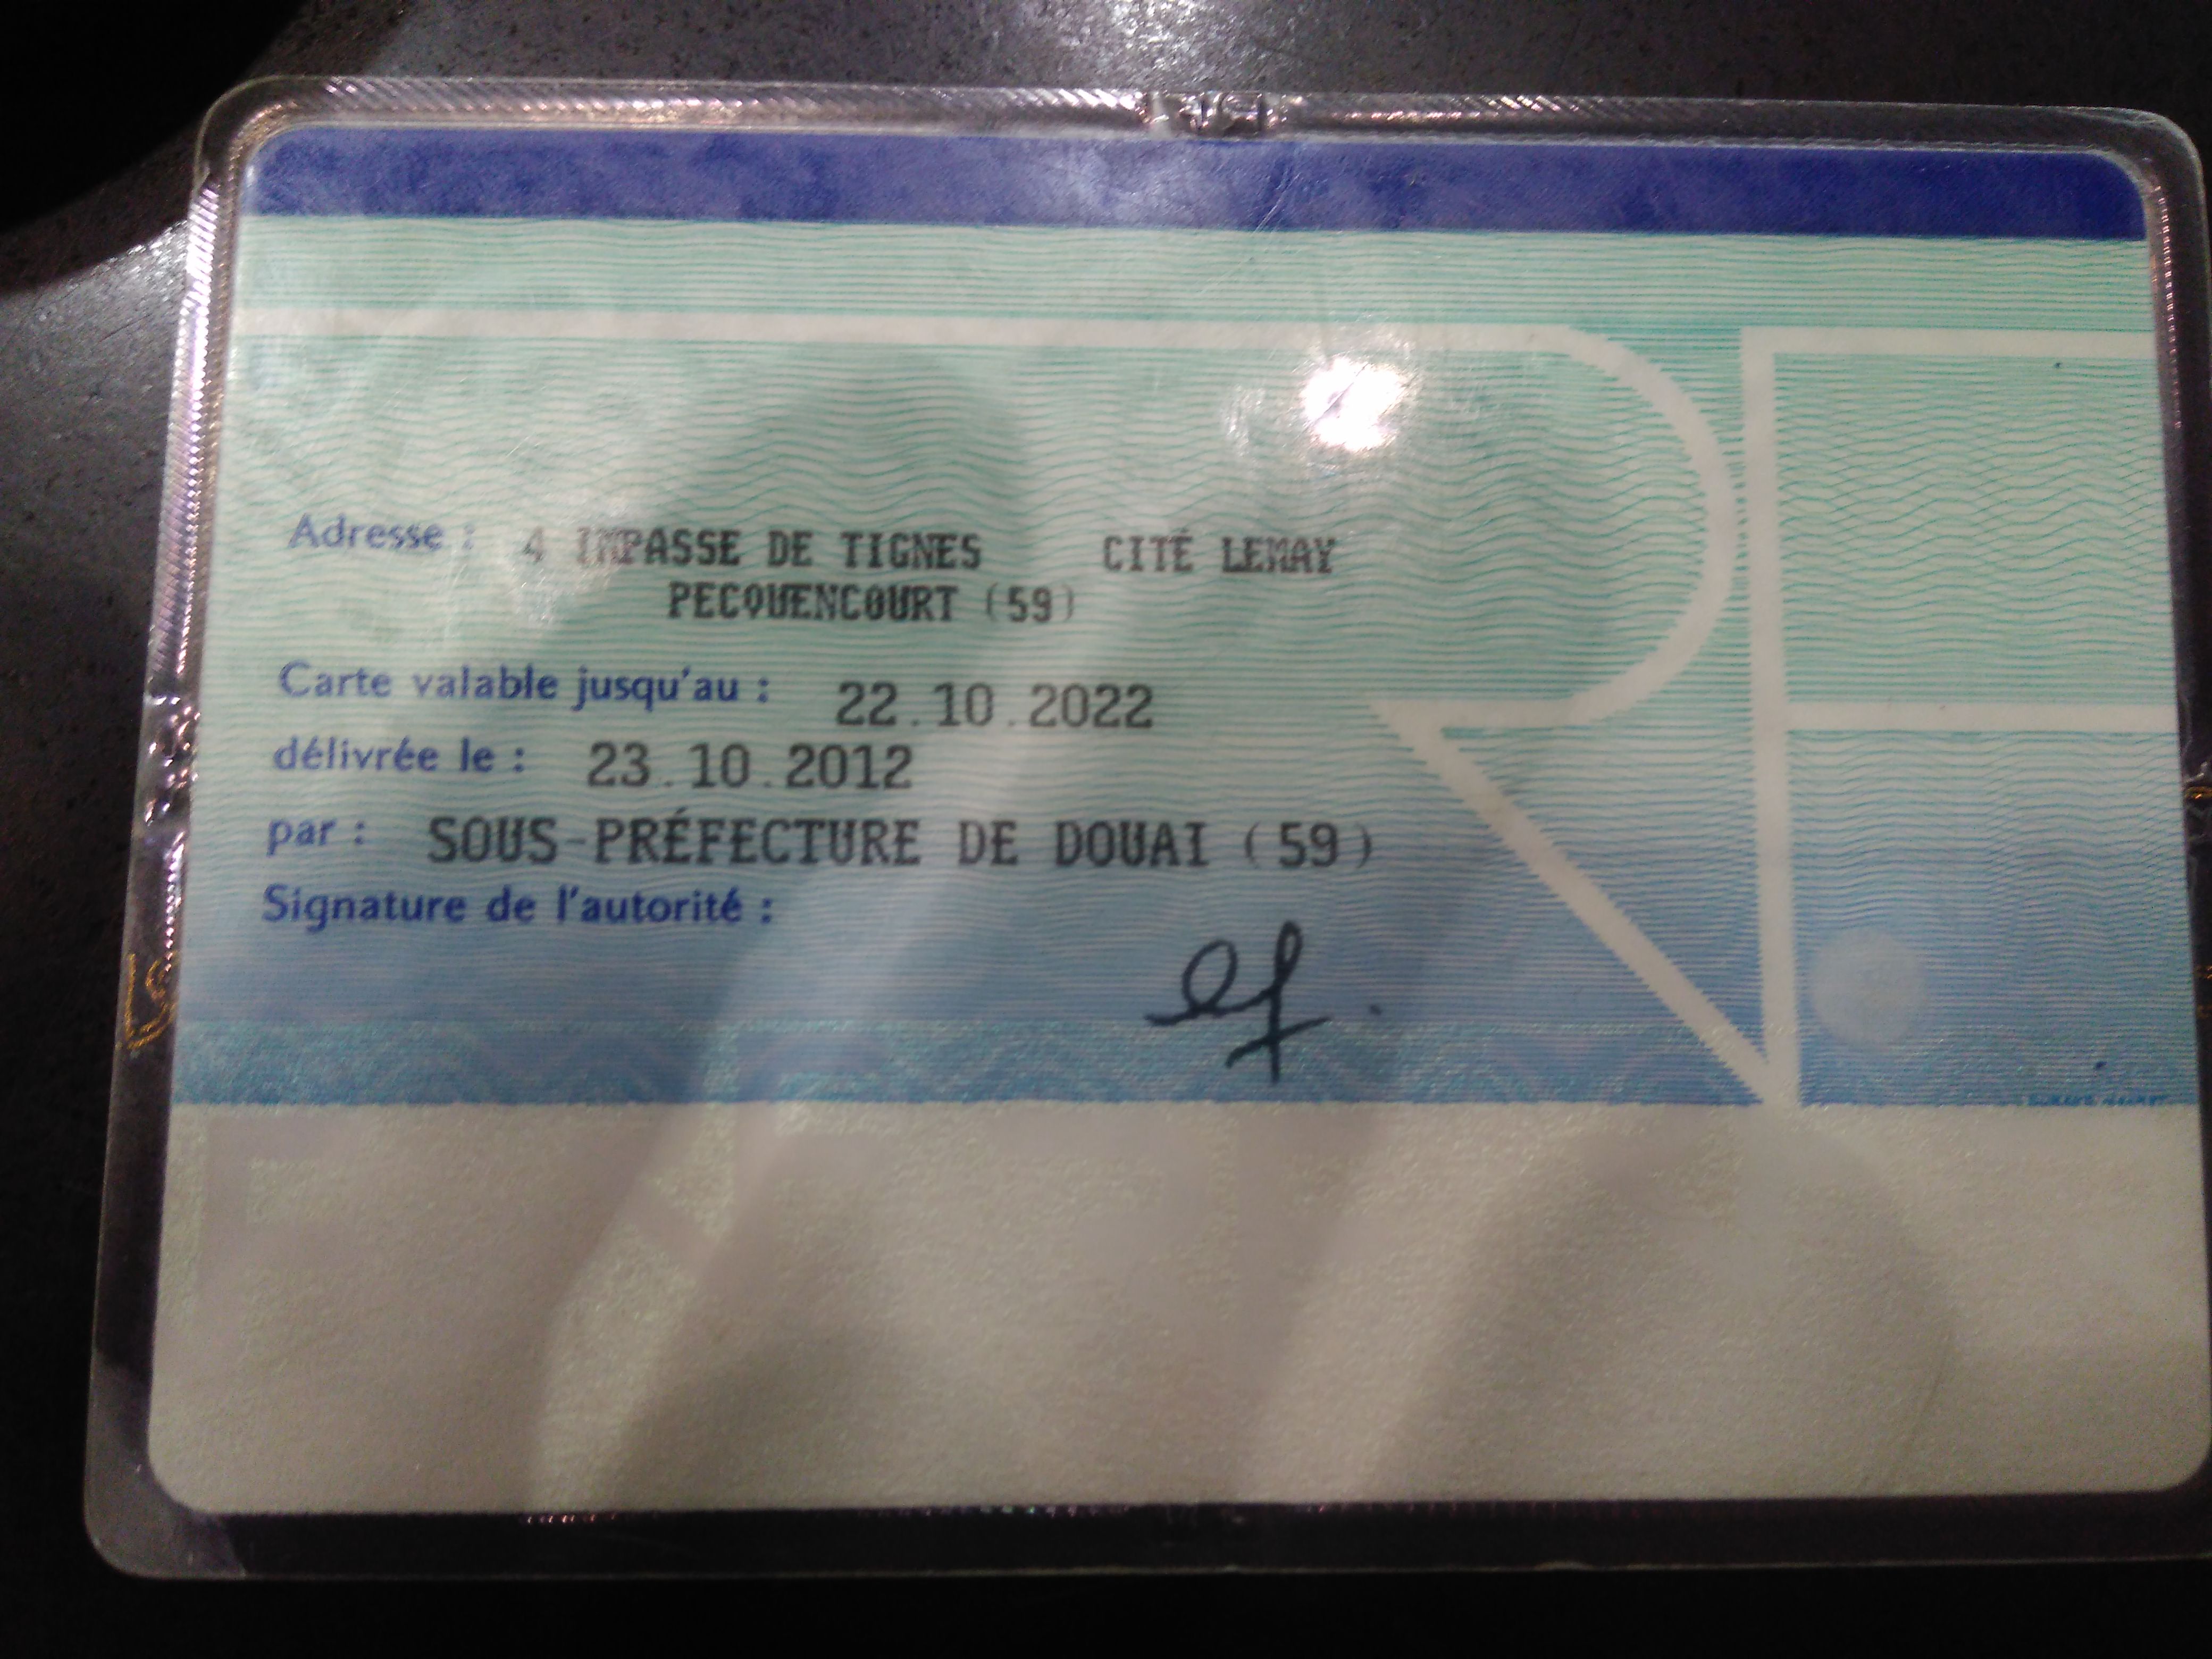 Adresse : 4 IMPASSE DE TIGNES CITÉ LEMAY
PECQUENCOURT (59)
Carte valable jusqu'au : 22.10.2022
délivrée le : 23.10.2012
par : SOUS-PRÉFECTURE DE DOUAI (59)
Signature de l'autorité :
RF